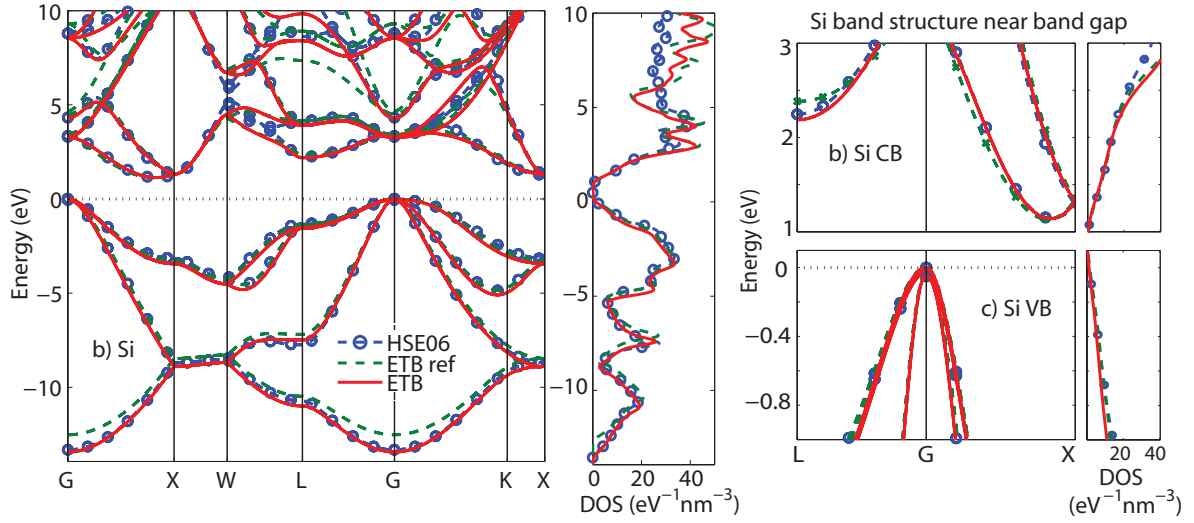 10
5
0
−5
−10
Energy (eV)
b) Si
HSE06
ETB ref
ETB
G
X
W
L
G
K
X
10
5
0
−5
−10
0
20
40
DOS (eV−1nm−3)
Si band structure near band gap
3
2
1
b) Si CB
Energy (eV)
0
−0.4
−0.8
c) Si VB
L
G
X
0
20
40
DOS
(eV−1nm−3)